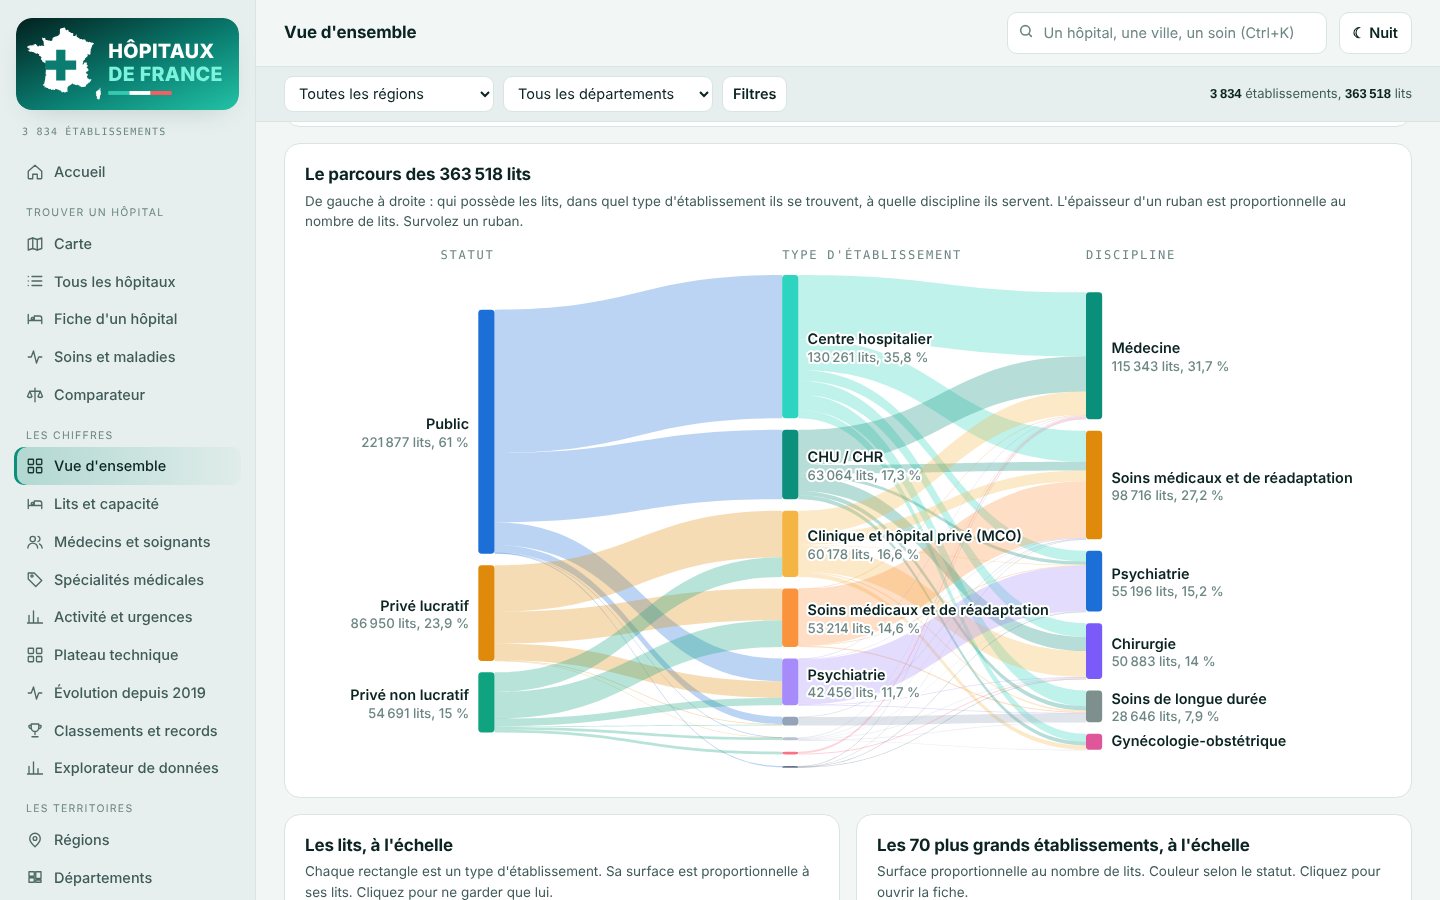 HÔPITAUX
DE FRANCE
3 834 ÉTABLISSEMENTS
Accueil
TROUVER UN HÔPITAL
Carte
Tous les hôpitaux
Fiche d'un hôpital
Soins et maladies
Comparateur
LES CHIFFRES
Vue d'ensemble
Lits et capacité
Médecins et soignants
Spécialités médicales
Activité et urgences
Plateau technique
Évolution depuis 2019
Classements et records
Explorateur de données
LES TERRITOIRES
Régions
Départements
Vue d'ensemble
Un hôpital, une ville, un soin (Ctrl+K)
Nuit
Toutes les régions
Tous les départements
Filtres
3 834 établissements, 363 518 lits
Le parcours des 363 518 lits
De gauche à droite : qui possède les lits, dans quel type d'établissement ils se trouvent, à quelle discipline ils servent. L'épaisseur d'un ruban est proportionnelle au
nombre de lits. Survolez un ruban.
STATUT
TYPE D'ÉTABLISSEMENT
DISCIPLINE
Public
221 877 lits, 61 %
Privé lucratif
86 950 lits, 23,9 %
Privé non lucratif
54 691 lits, 15 %
Centre hospitalier
130 261 lits, 35,8 %
CHU / CHR
63 064 lits, 17,3 %
Clinique et hôpital privé (MCO)
60 178 lits, 16,6 %
Soins médicaux et de réadaptation
53 214 lits, 14,6 %
Psychiatrie
42 456 lits, 11,7 %
Médecine
115 343 lits, 31,7 %
Soins médicaux et de réadaptation
98 716 lits, 27,2 %
Psychiatrie
55 196 lits, 15,2 %
Chirurgie
50 883 lits, 14 %
Soins de longue durée
28 646 lits, 7,9 %
Gynécologie-obstétrique
Les lits, à l'échelle
Chaque rectangle est un type d'établissement. Sa surface est proportionnelle à
ses lits. Cliquez pour ne garder que lui.
Les 70 plus grands établissements, à l'échelle
Surface proportionnelle au nombre de lits. Couleur selon le statut. Cliquez pour
ouvrir la fiche.